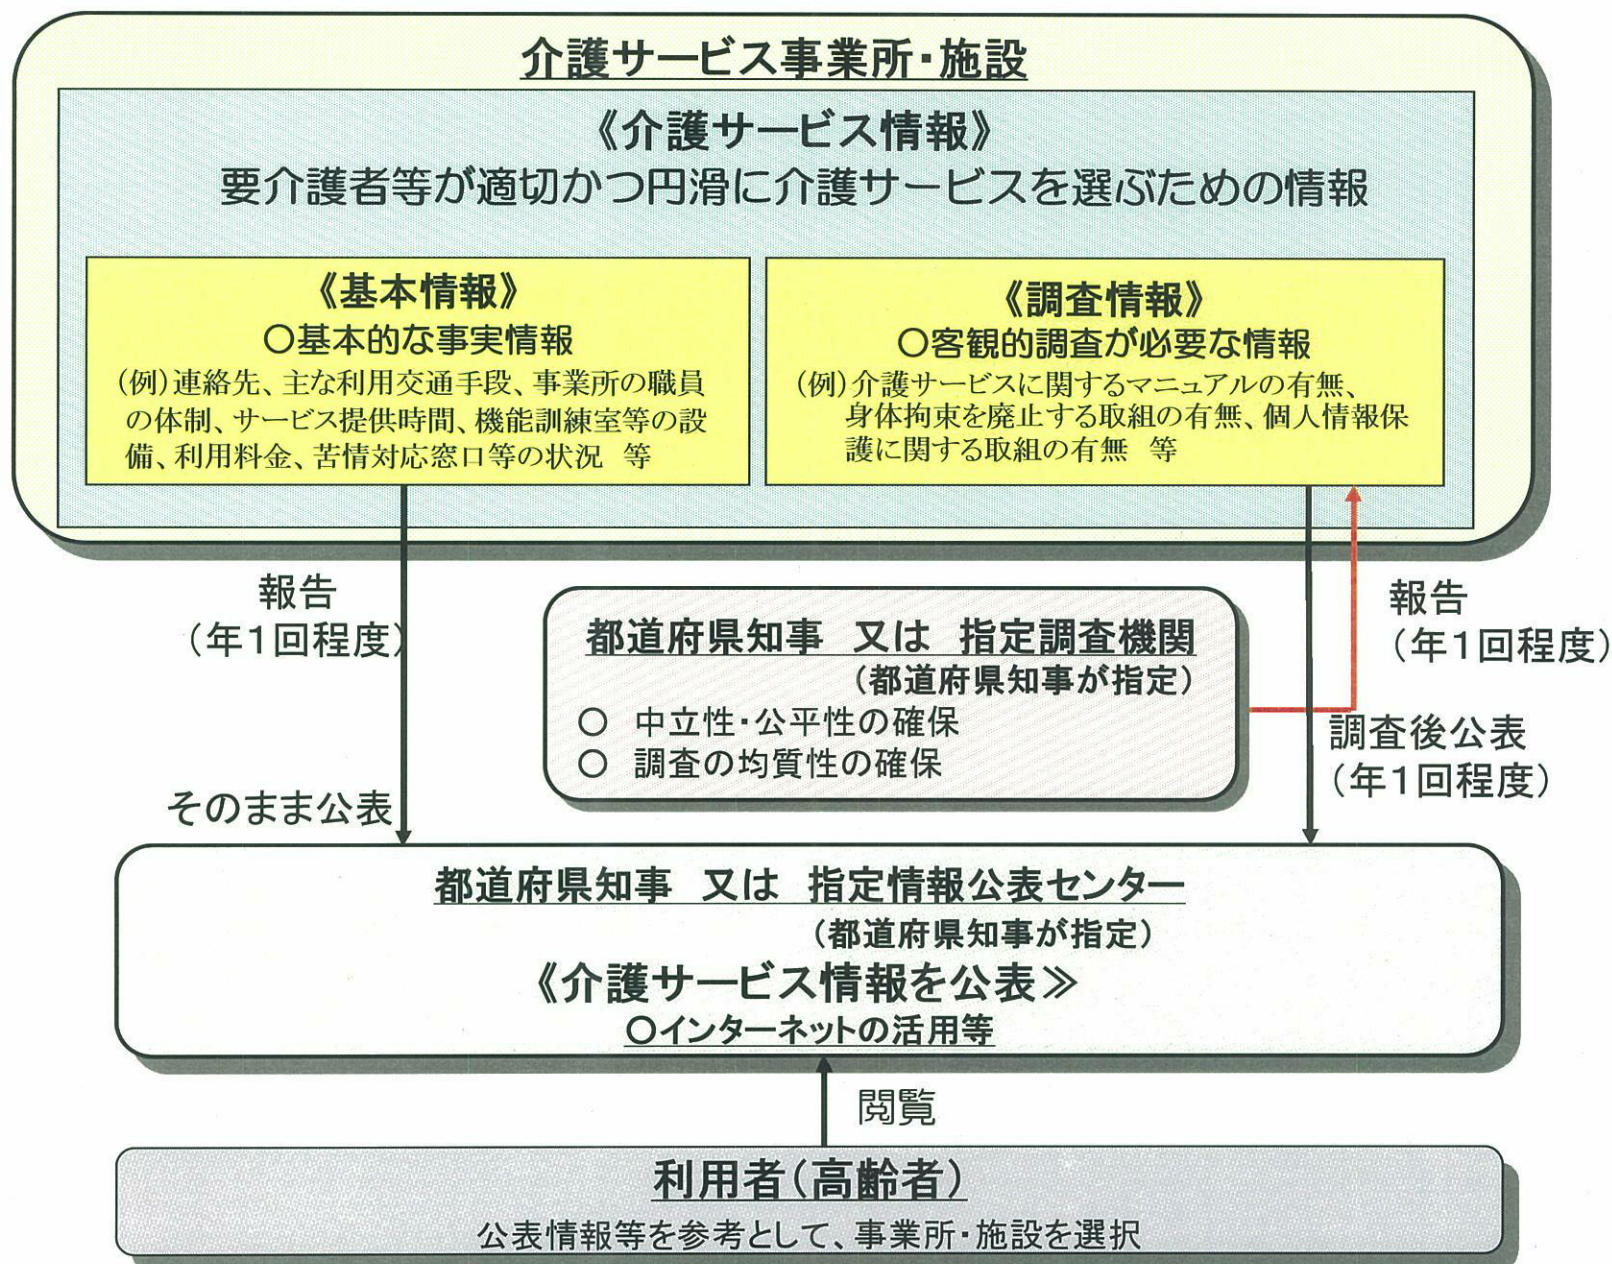 介護サービス事業所・施設
《介護サービス情報》
要介護者等が適切かつ円滑に介護サービスを選ぶための情報
《基本情報》
○基本的な事実情報
(例)連絡先、主な利用交通手段、事業所の職員
の体制、サービス提供時間、機能訓練室等の設
備、利用料金、苦情対応窓口等の状況 等
《調査情報》
○客観的調査が必要な情報
(例)介護サービスに関するマニュアルの有無、
身体拘束を廃止する取組の有無、個人情報保
護に関する取組の有無 等
報告
(年1回程度)
都道府県知事 又は 指定調査機関
(都道府県知事が指定)
○ 中立性・公平性の確保
○ 調査の均質性の確保
報告
(年1回程度)
調査後公表
(年1回程度)
そのまま公表
都道府県知事 又は 指定情報公表センター
(都道府県知事が指定)
《介護サービス情報を公表≫
○インターネットの活用等
閲覧
利用者(高齢者)
公表情報等を参考として、事業所・施設を選択